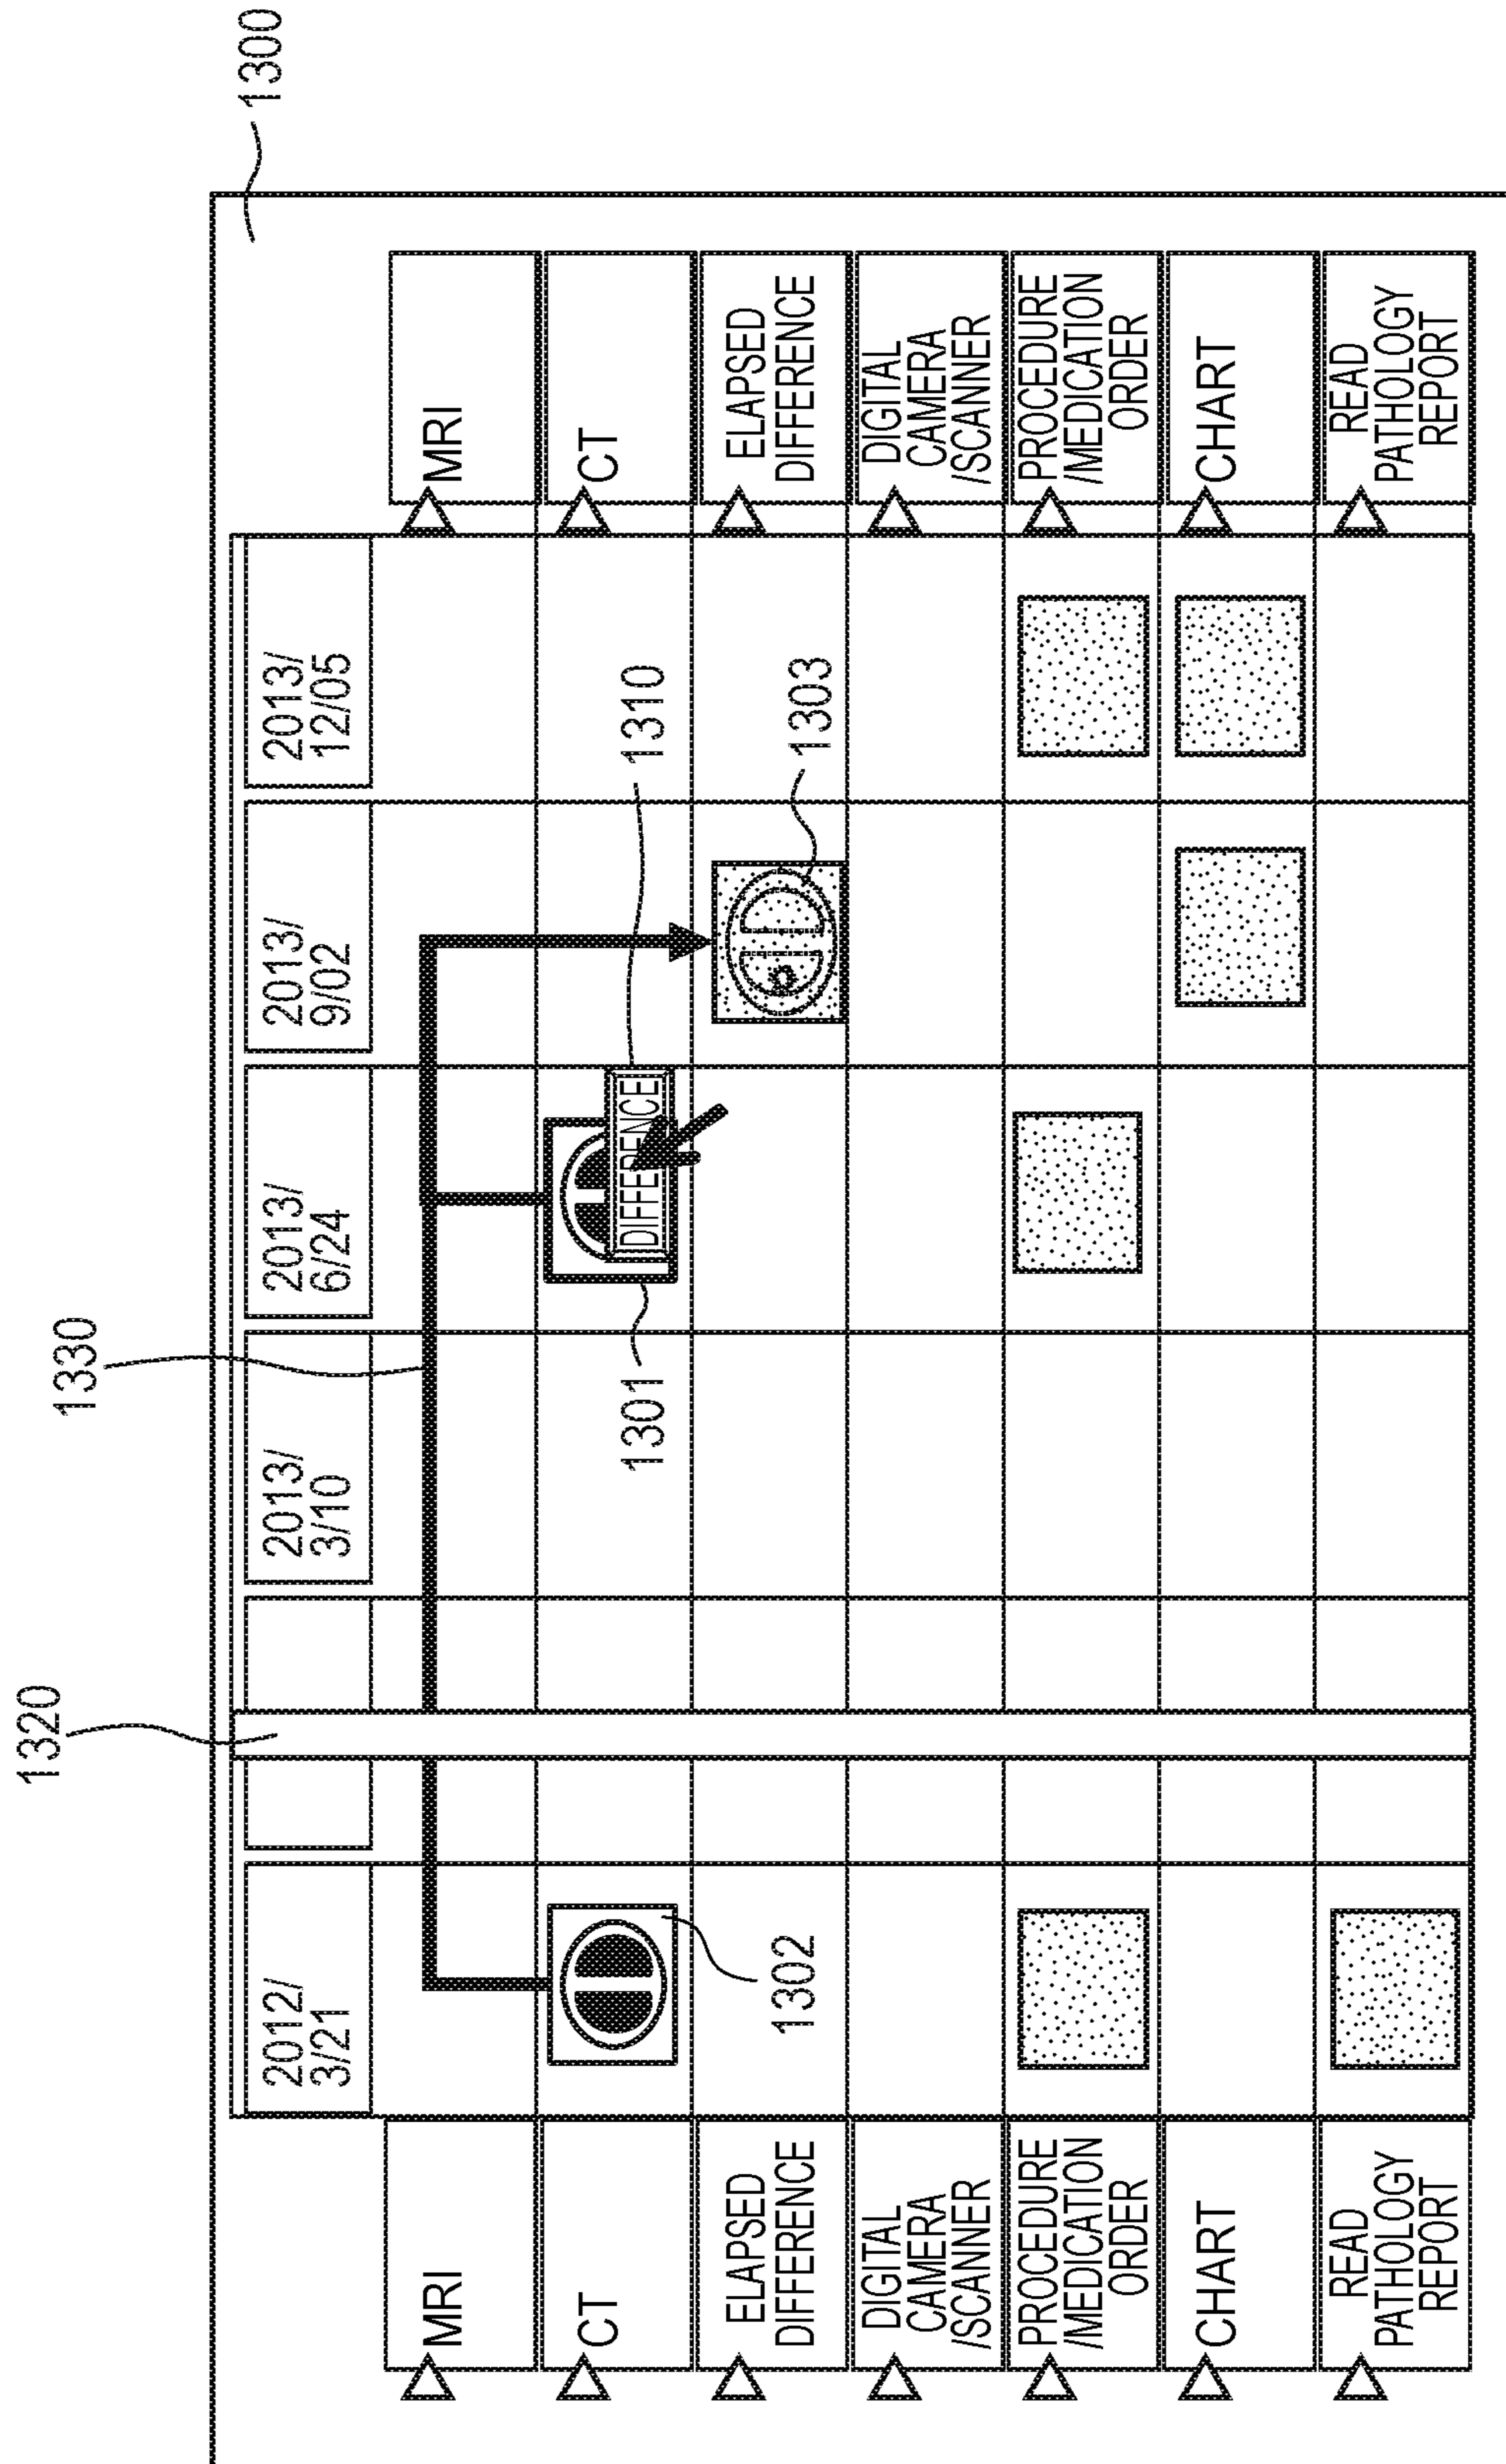 1300
1320
1330
2012/
3/21
2013/
3/10
2013/
6/24
2013/
9/02
2013/
12/05
MRI
MRI
CT
1301
DIFFERENCE
1310
CT
ELAPSED
DIFFERENCE
1302
1303
ELAPSED
DIFFERENCE
DIGITAL
CAMERA
/SCANNER
DIGITAL
CAMERA
/SCANNER
PROCEDURE
/MEDICATION
ORDER
PROCEDURE
/MEDICATION
ORDER
CHART
CHART
READ
PATHOLOGY
REPORT
READ
PATHOLOGY
REPORT